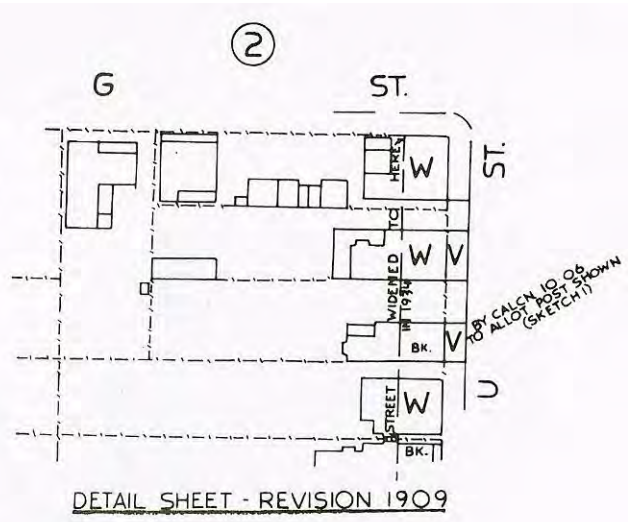 2
G ST.
ST.
W
W V
BK. V
W
BK.
U
STREET WIDENED TO HERE
IN 1934
BY CALCN. 10·06
TO ALLOT POST SHOWN
(SKETCH 1)
DETAIL SHEET - REVISION 1909